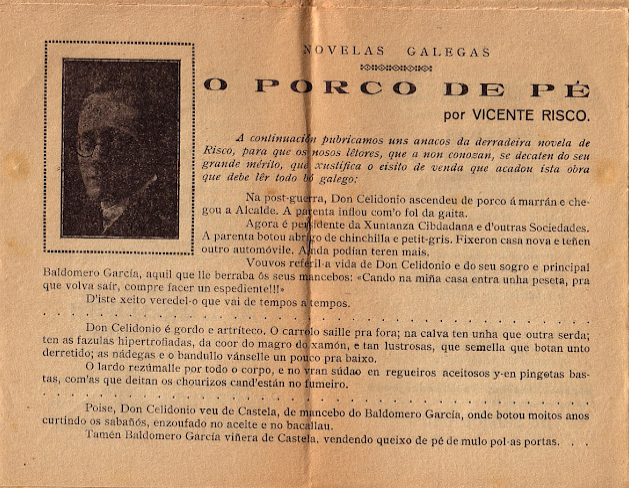 NOVELAS GALEGAS
O PORCO DE PÉ
por VICENTE RISCO.
A continuación pubricamos uns anacos da derradeira novela de
Risco, para que os nosos lêtores, que a non conozan, se decaten do seu
grande mérito, que xustifica o eisito de venda que acadou ista obra
que debe lêr todo bó galego:
Na post-guerra, Don Celidonio ascendeu de porco á marrán e che-
gou a Alcalde. A parenta inflou com'o fol da gaita.
Agora é persidente da Xuntanza Cibdadana e d'outras Sociedades.
A parenta botou abrigo de chinchilla e petit-gris. Fixeron casa nova e teñen
outro automóvile. Ainda podían teren mais.
Vouvos referil-a vida de Don Celidonio e do seu sogro e principal
Baldomero García, aquil que lle berraba ós seus mancebos: «Cando na miña casa entra unha peseta, pra
que volva saír, compre facer un espediente!!!»
D'iste xeito veredel-o que vai de tempos a tempos.
Don Celidonio é gordo e artríteco. O carrelo saille pra fora; na calva ten unha que outra serda;
ten as fazulas hipertrofiadas, da coor do magro do xamón, e tan lustrosas, que semella que botan unto
derretido; as nádegas e o bandullo vánselle un pouco pra baixo.
O lardo rezúmalle por todo o corpo, e no vran súdao en regueiros aceitosos y-en pingotas bas-
tas, com'as que deitan os chourizos cand'están no fumeiro.
Poise, Don Celidonio veu de Castela, de mancebo do Baldomero García, onde botou moitos anos
curtindo os sabañós, enzoufado no aceite e no bacallau.
Tamén Baldomero García viñera de Castela, vendendo queixo de pé de mulo pol-as portas. . .